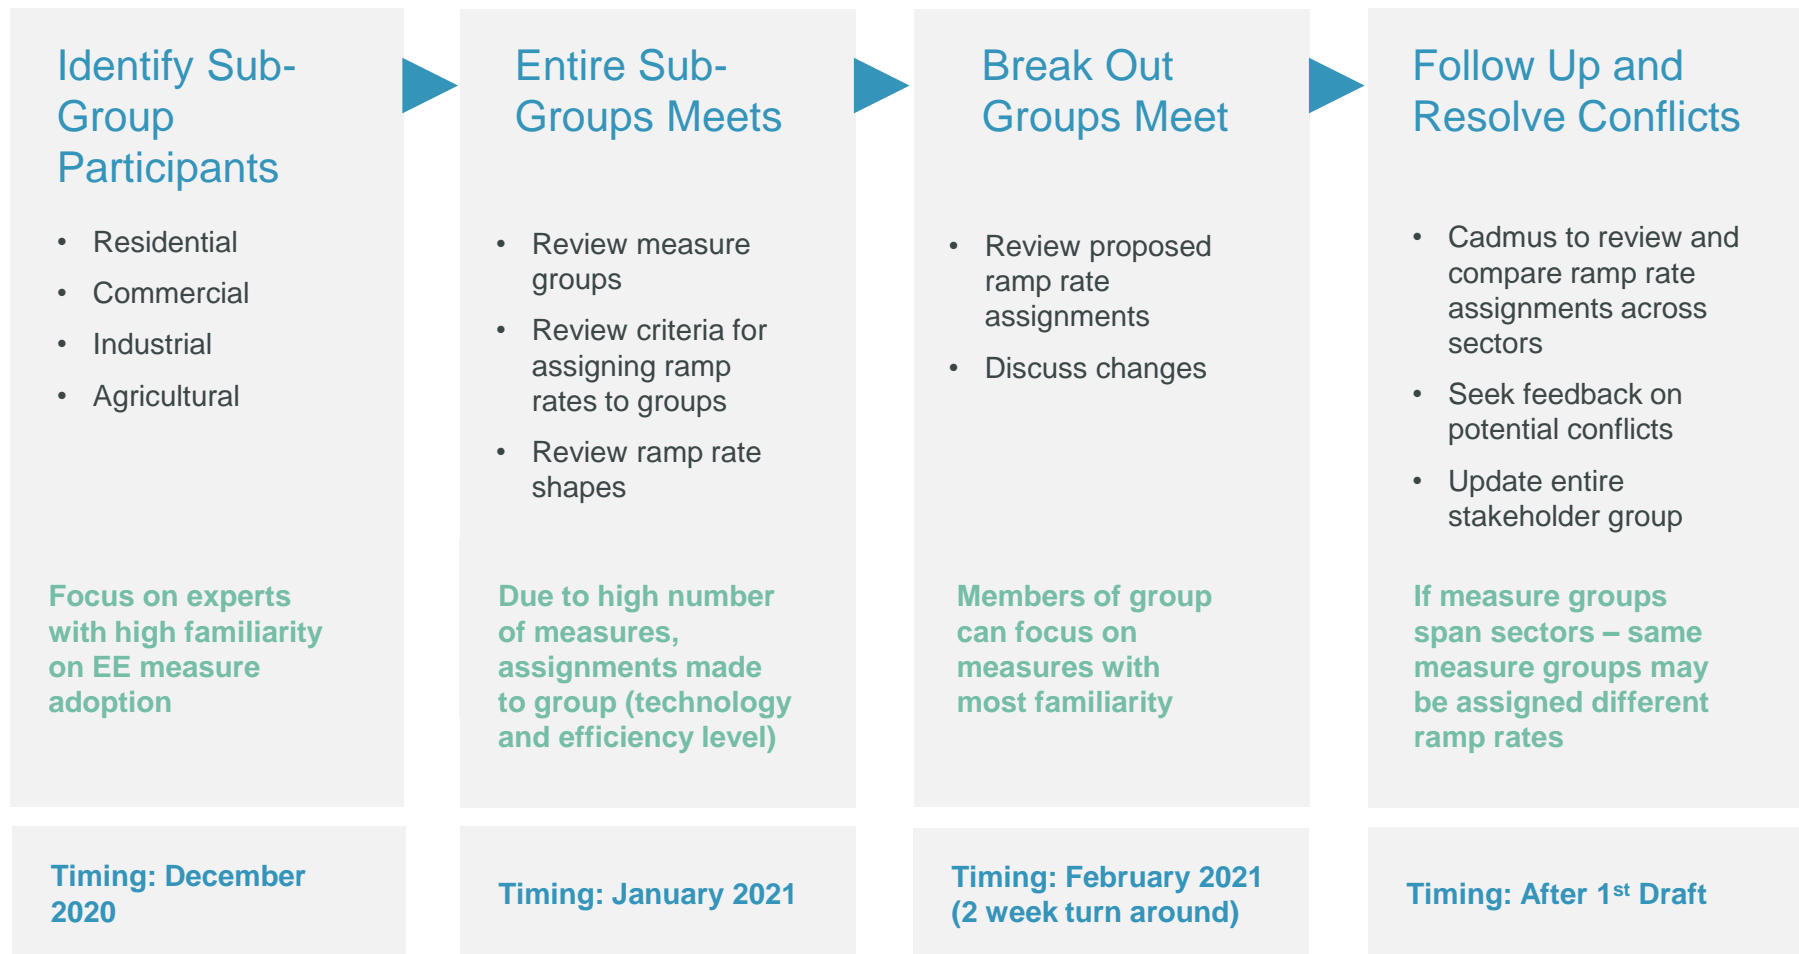 Identify Sub-
Group
Participants
• Residential
• Commercial
• Industrial
• Agricultural
Focus on experts
with high familiarity
on EE measure
adoption
Timing: December
2020
Entire Sub-
Groups Meets
• Review measure
groups
• Review criteria for
assigning ramp
rates to groups
• Review ramp rate
shapes
Due to high number
of measures,
assignments made
to group (technology
and efficiency level)
Timing: January 2021
Break Out
Groups Meet
• Review proposed
ramp rate
assignments
• Discuss changes
Members of group
can focus on
measures with
most familiarity
Timing: February 2021
(2 week turn around)
Follow Up and
Resolve Conflicts
• Cadmus to review and
compare ramp rate
assignments across
sectors
• Seek feedback on
potential conflicts
• Update entire
stakeholder group
If measure groups
span sectors – same
measure groups may
be assigned different
ramp rates
Timing: After 1st Draft